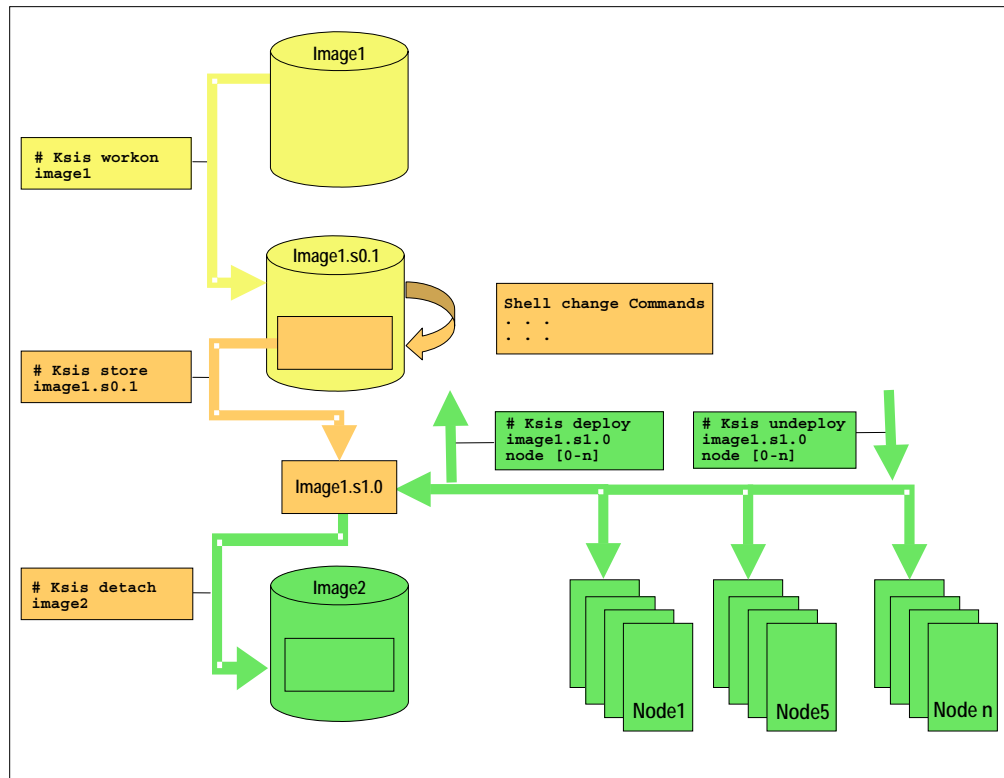 Image1
# Ksis workon
image1
Image1.s0.1
Shell change Commands
. . .
. . .
# Ksis store
image1.s0.1
# Ksis deploy
image1.s1.0
node [0-n]
# Ksis undeploy
image1.s1.0
node [0-n]
Image1.s1.0
# Ksis detach
image2
Image2
Node1
Node5
Node n